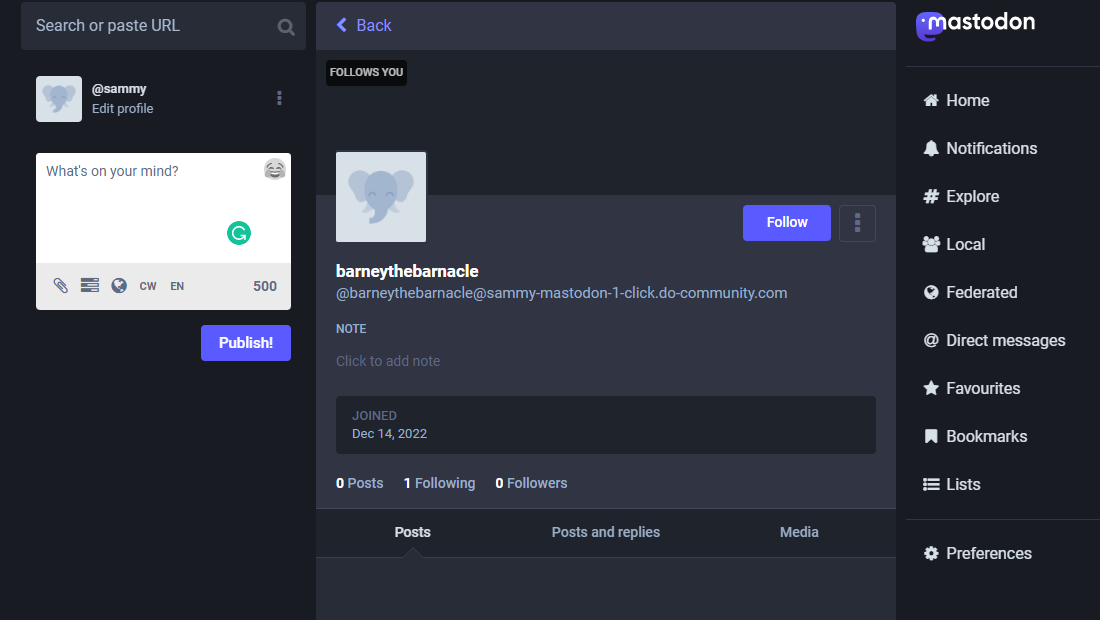 Search or paste URL
@sammy
Edit profile
What's on your mind?
CW EN 500
Publish!
Back
FOLLOWS YOU
Follow
barneythebarnacle
@barneythebarnacle@sammy-mastodon-1-click.do-community.com
NOTE
Click to add note
JOINED
Dec 14, 2022
0 Posts 1 Following 0 Followers
Posts Posts and replies Media
mastodon
Home
Notifications
Explore
Local
Federated
Direct messages
Favourites
Bookmarks
Lists
Preferences